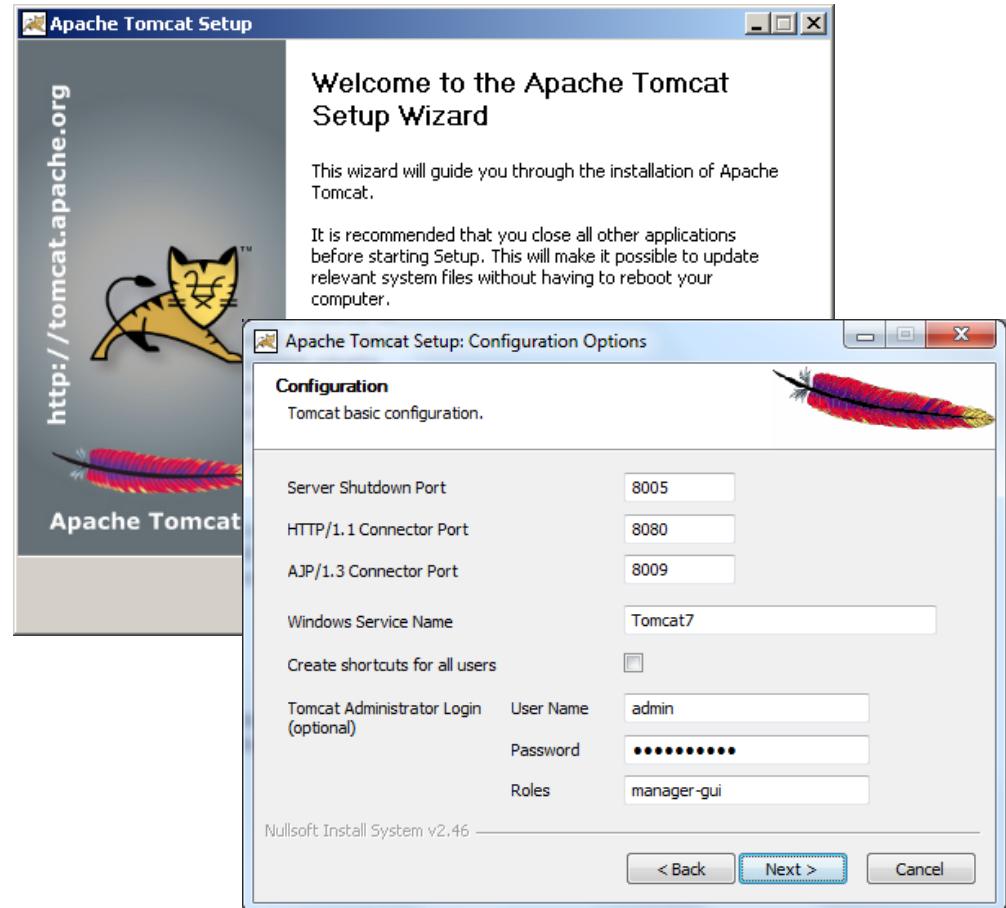 Apache Tomcat Setup
http://tomcat.apache.org
TM
Apache Tomcat
Welcome to the Apache Tomcat
Setup Wizard
This wizard will guide you through the installation of Apache
Tomcat.
It is recommended that you close all other applications
before starting Setup. This will make it possible to update
relevant system files without having to reboot your
computer.
Apache Tomcat Setup: Configuration Options
Configuration
Tomcat basic configuration.
Server Shutdown Port 8005
HTTP/1.1 Connector Port 8080
AJP/1.3 Connector Port 8009
Windows Service Name Tomcat7
Create shortcuts for all users
Tomcat Administrator Login User Name admin
(optional)
Password ●●●●●●●●●●
Roles manager-gui
Nullsoft Install System v2.46
< Back Next > Cancel